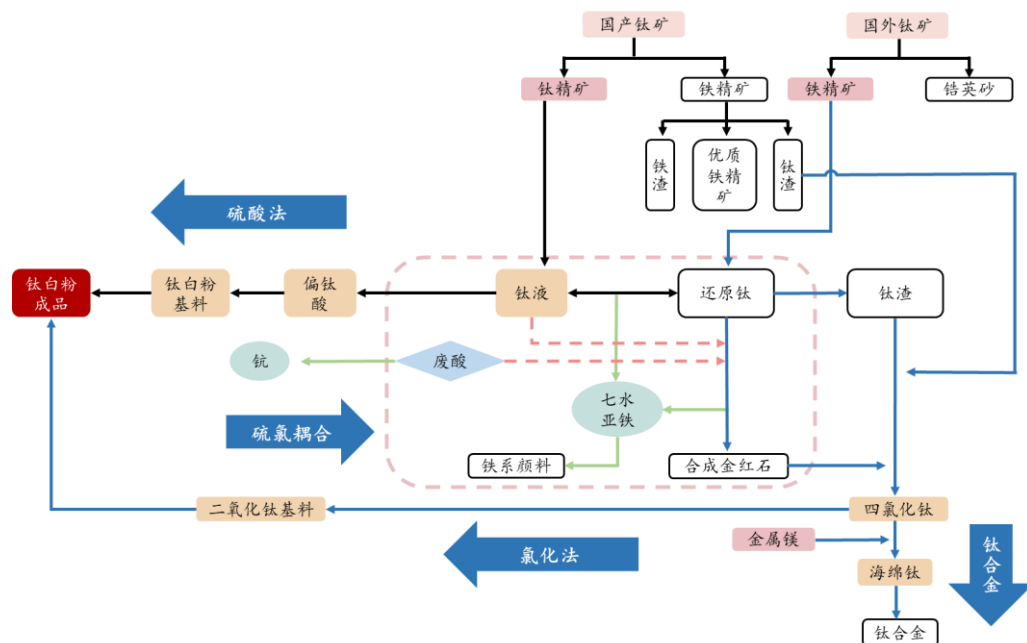 国产钛矿
国外钛矿
钛精矿
铁精矿
铁精矿
锆英砂
铁
渣
优质
铁精
矿
钛
渣
硫酸法
钛白粉
成品
钛白粉
基料
偏钛
酸
钛液
还原钛
钛渣
钪
废酸
七水
亚铁
硫氯耦合
铁系颜料
合成金红石
二氧化钛基料
四氯化钛
金属镁
氯化法
海绵钛
钛合金
钛合金